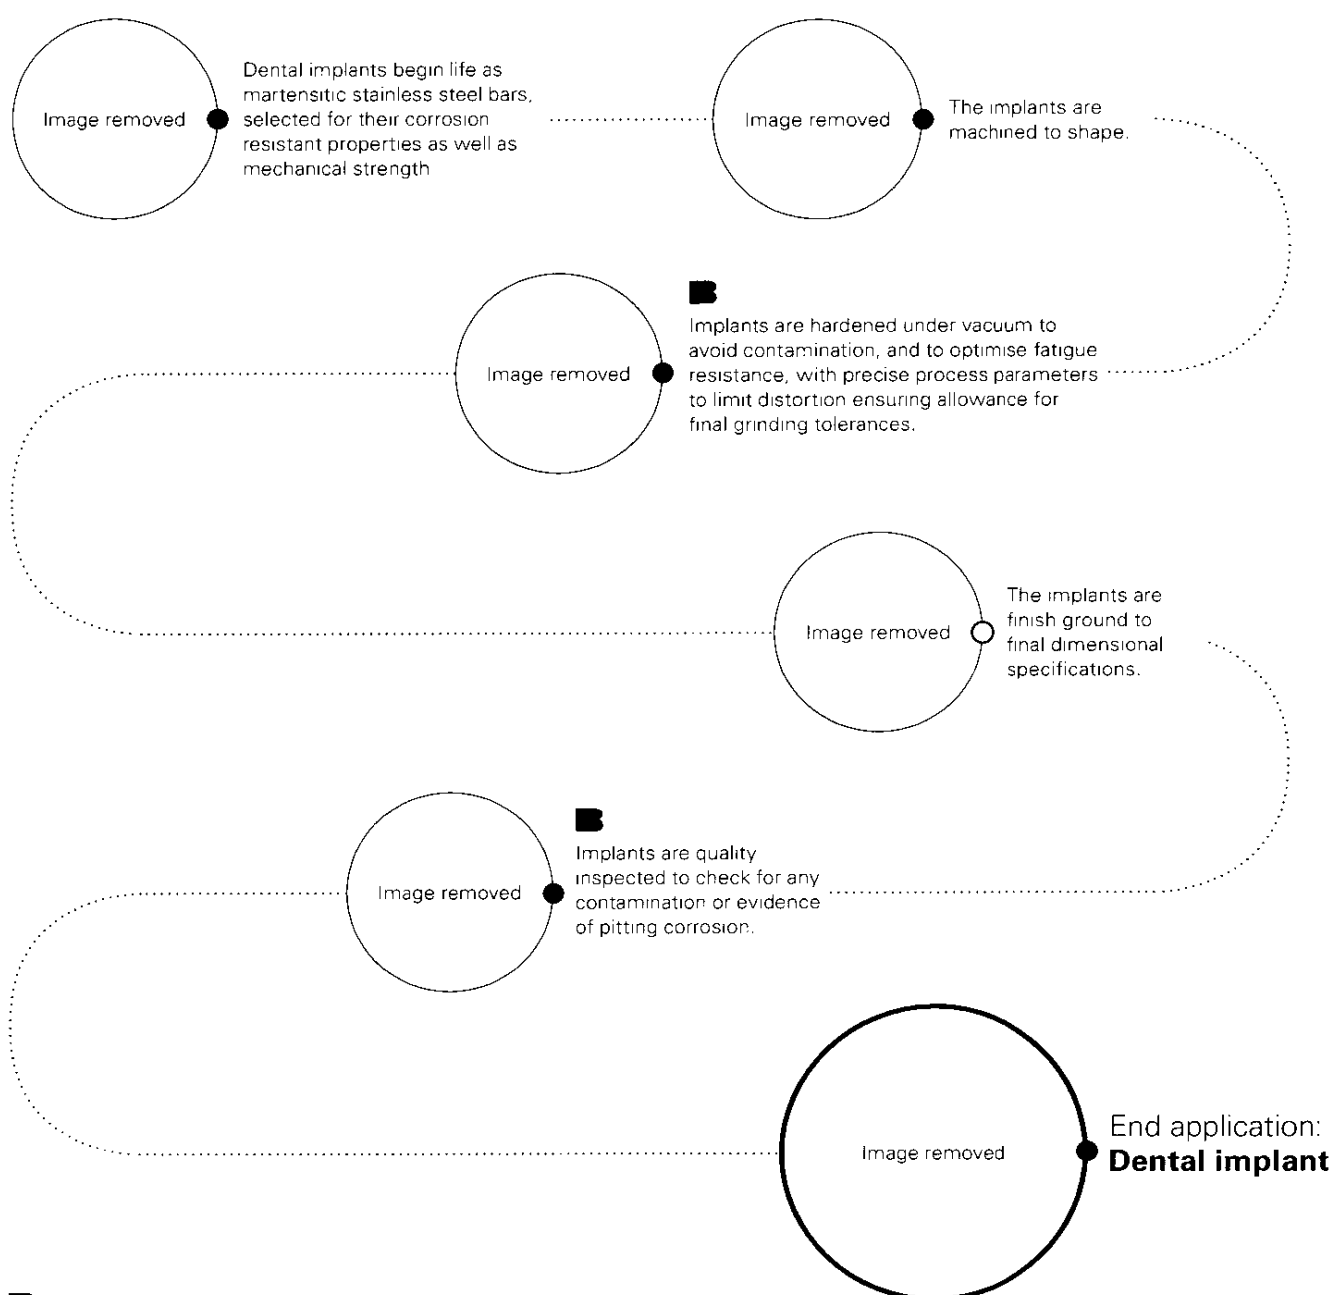 Image removed
Dental implants begin life as
martensitic stainless steel bars,
selected for their corrosion
resistant properties as well as
mechanical strength
Image removed
The implants are
machined to shape.
Image removed
Implants are hardened under vacuum to
avoid contamination, and to optimise fatigue
resistance, with precise process parameters
to limit distortion ensuring allowance for
final grinding tolerances.
Image removed
The implants are
finish ground to
final dimensional
specifications.
Image removed
Implants are quality
inspected to check for any
contamination or evidence
of pitting corrosion.
Image removed
End application:
Dental implant